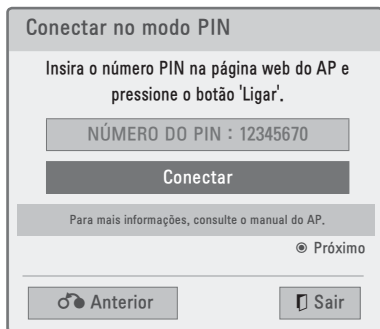 Conectar no modo PIN
Insira o número PIN na página web do AP e
pressione o botão 'Ligar'.
NÚMERO DO PIN : 12345670
Conectar
Para mais informações, consulte o manual do AP.
Próximo
Anterior
Sair